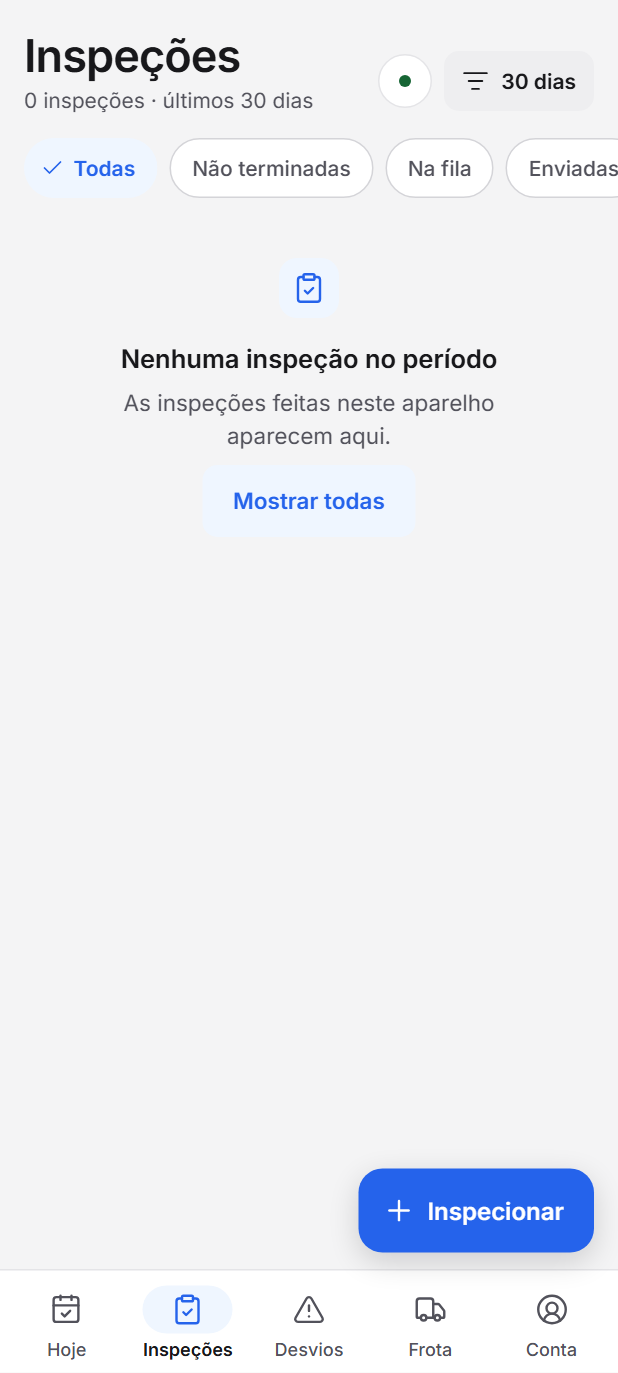 Inspeções
0 inspeções · últimos 30 dias
30 dias
Todas
Não terminadas
Na fila
Enviadas
Nenhuma inspeção no período
As inspeções feitas neste aparelho
aparecem aqui.
Mostrar todas
Inspecionar
Hoje
Inspeções
Desvios
Frota
Conta